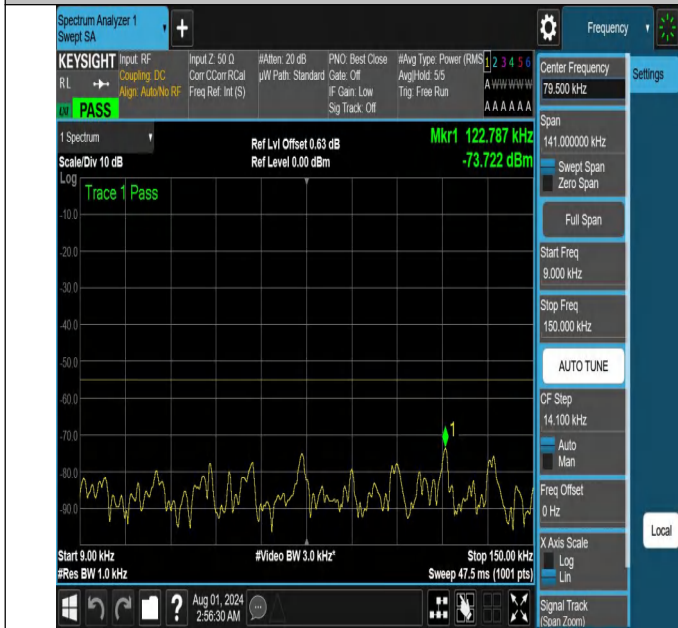 Spectrum Analyzer 1
Swept SA
Frequency
KEYSIGHT
RL
LXI
PASS
Input: RF
Coupling: DC
Align: Auto/No RF
Input Z: 50 Ω
Corr CCorr RCal
Freq Ref: Int (S)
#Atten: 20 dB
µW Path: Standard
PNO: Best Close
Gate: Off
IF Gain: Low
Sig Track: Off
#Avg Type: Power (RMS
Avg|Hold: 5/5
Trig: Free Run
1 2 3 4 5 6
A W W W W W
A A A A A A
Center Frequency
79.500 kHz
Settings
Span
141.000000 kHz
Swept Span
Zero Span
Full Span
Start Freq
9.000 kHz
Stop Freq
150.000 kHz
AUTO TUNE
CF Step
14.100 kHz
Auto
Man
Freq Offset
0 Hz
X Axis Scale
Log
Lin
Signal Track
(Span Zoom)
Local
1 Spectrum
Scale/Div 10 dB
Log
Ref Lvl Offset 0.63 dB
Ref Level 0.00 dBm
Mkr1 122.787 kHz
-73.722 dBm
Trace 1 Pass
-10.0
-20.0
-30.0
-40.0
-50.0
-60.0
-70.0
-80.0
-90.0
1
Start 9.00 kHz
#Res BW 1.0 kHz
#Video BW 3.0 kHz*
Stop 150.00 kHz
Sweep 47.5 ms (1001 pts)
?
Aug 01, 2024
2:56:30 AM